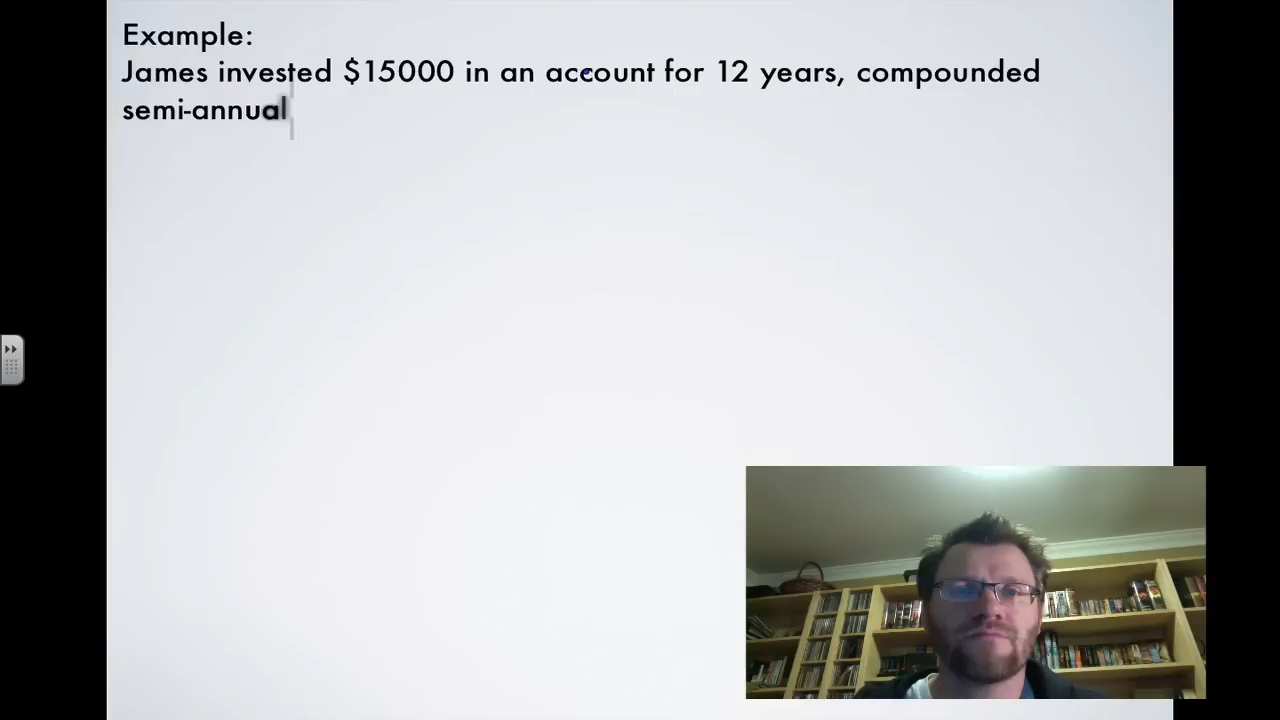 Example:
James invested $15000 in an account for 12 years, compounded
semi-annual